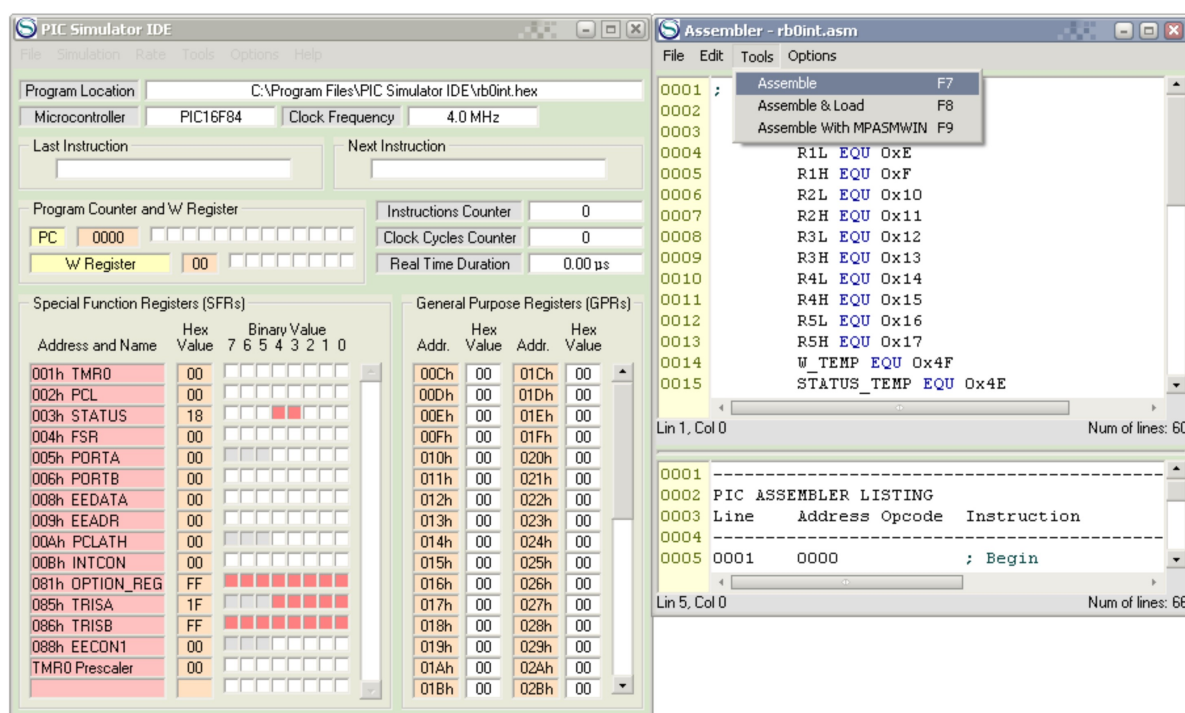 PIC Simulator IDE
File Simulation Rate Tools Options Help
Program Location C:\Program Files\PIC Simulator IDE\rb0int.hex
Microcontroller PIC16F84 Clock Frequency 4.0 MHz
Last Instruction Next Instruction
Program Counter and W Register
PC 0000
W Register 00
Instructions Counter 0
Clock Cycles Counter 0
Real Time Duration 0.00 µs
Special Function Registers (SFRs)
Address and Name Hex Value Binary Value 7 6 5 4 3 2 1 0
001h TMR0 00
002h PCL 00
003h STATUS 18
004h FSR 00
005h PORTA 00
006h PORTB 00
008h EEDATA 00
009h EEADR 00
00Ah PCLATH 00
00Bh INTCON 00
081h OPTION_REG FF
085h TRISA 1F
086h TRISB FF
088h EECON1 00
TMR0 Prescaler 00
General Purpose Registers (GPRs)
Addr. Hex Value Addr. Hex Value
00Ch 00 01Ch 00
00Dh 00 01Dh 00
00Eh 00 01Eh 00
00Fh 00 01Fh 00
010h 00 020h 00
011h 00 021h 00
012h 00 022h 00
013h 00 023h 00
014h 00 024h 00
015h 00 025h 00
016h 00 026h 00
017h 00 027h 00
018h 00 028h 00
019h 00 029h 00
01Ah 00 02Ah 00
01Bh 00 02Bh 00
Assembler - rb0int.asm
File Edit Tools Options
Assemble F7
Assemble & Load F8
Assemble With MPASMWIN F9
0001 ;
0002
0003
0004 R1L EQU 0xE
0005 R1H EQU 0xF
0006 R2L EQU 0x10
0007 R2H EQU 0x11
0008 R3L EQU 0x12
0009 R3H EQU 0x13
0010 R4L EQU 0x14
0011 R4H EQU 0x15
0012 R5L EQU 0x16
0013 R5H EQU 0x17
0014 W_TEMP EQU 0x4F
0015 STATUS_TEMP EQU 0x4E
Lin 1, Col 0 Num of lines: 60
0001 ------------------------------------------
0002 PIC ASSEMBLER LISTING
0003 Line Address Opcode Instruction
0004 ------------------------------------------
0005 0001 0000 ; Begin
Lin 5, Col 0 Num of lines: 66